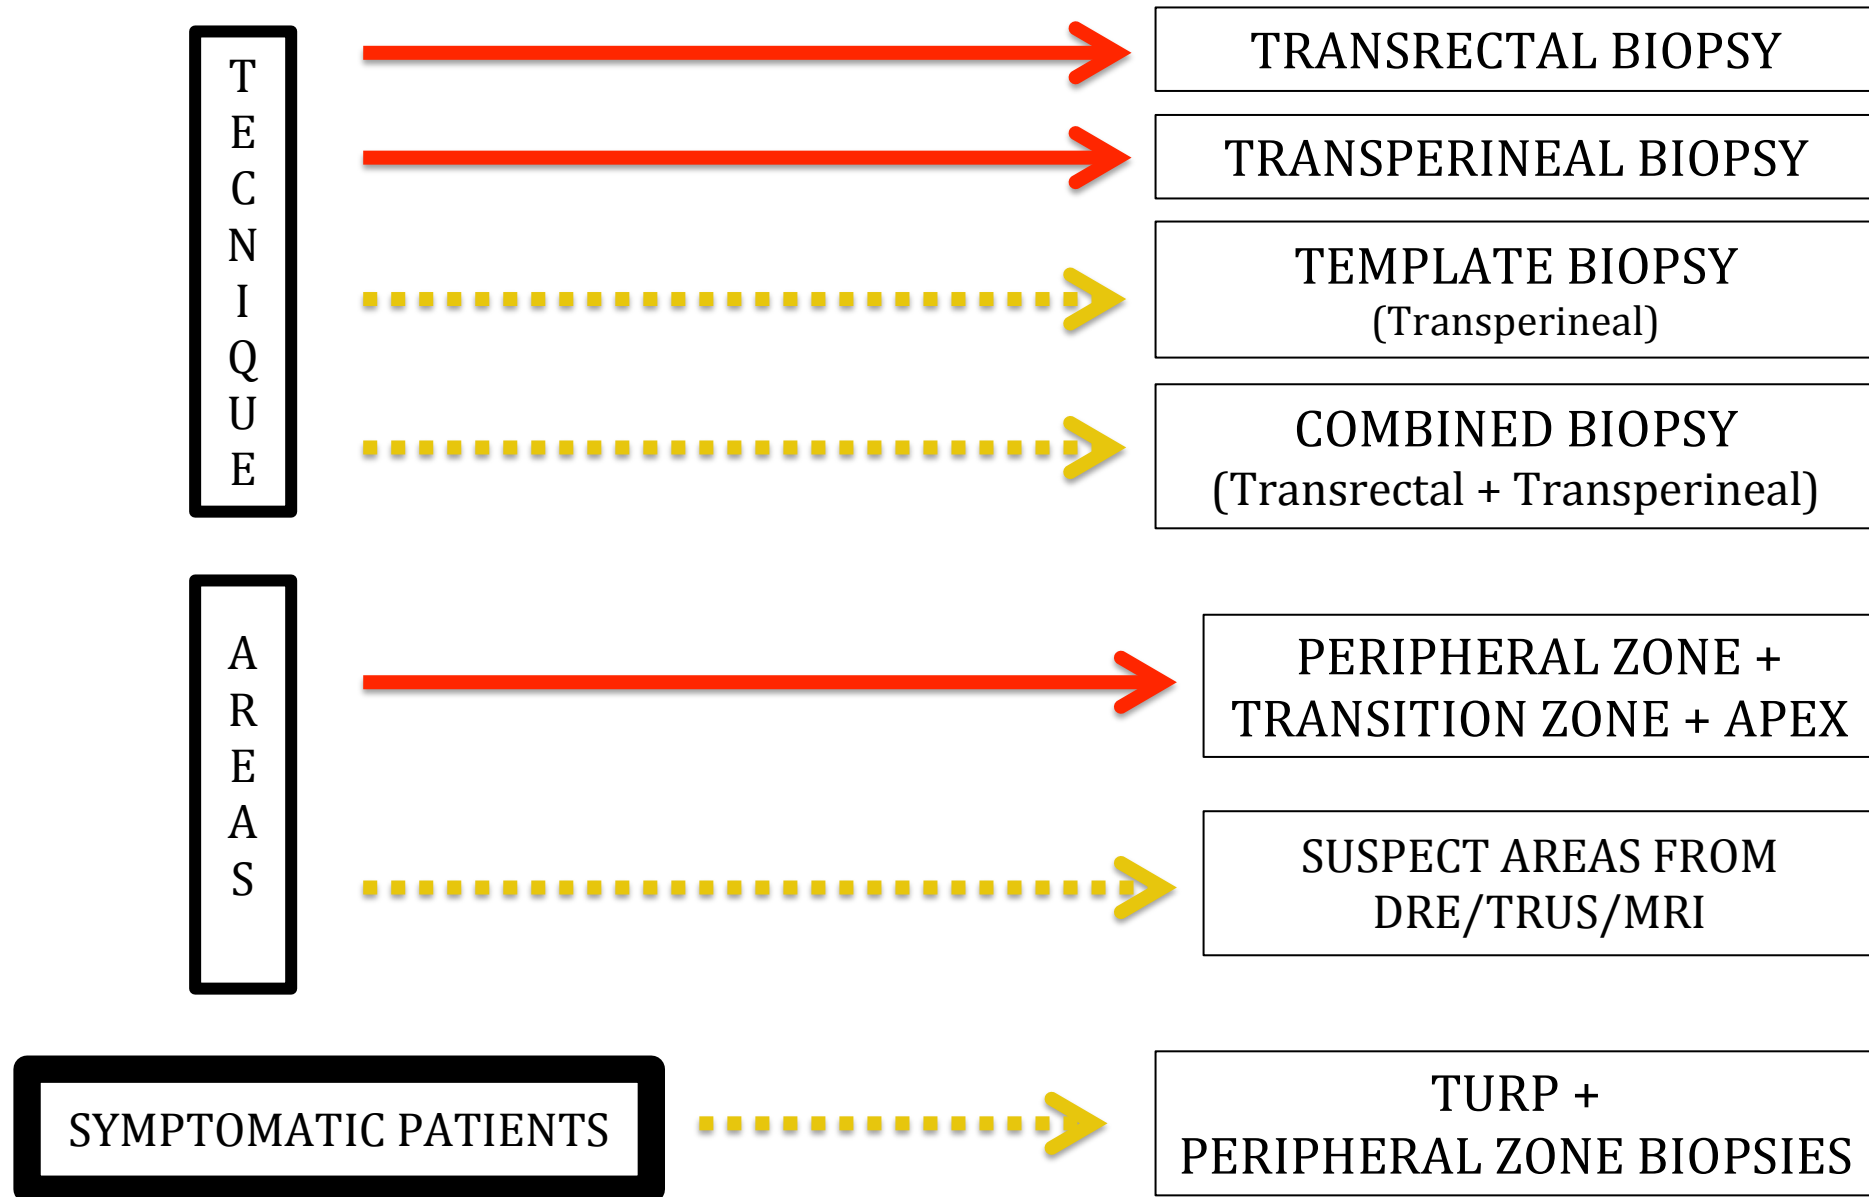 TECNIQUE
TRANSRECTAL BIOPSY
TRANSPERINEAL BIOPSY
TEMPLATE BIOPSY
(Transperineal)
COMBINED BIOPSY
(Transrectal + Transperineal)
AREAS
PERIPHERAL ZONE +
TRANSITION ZONE + APEX
SUSPECT AREAS FROM
DRE/TRUS/MRI
SYMPTOMATIC PATIENTS
TURP +
PERIPHERAL ZONE BIOPSIES